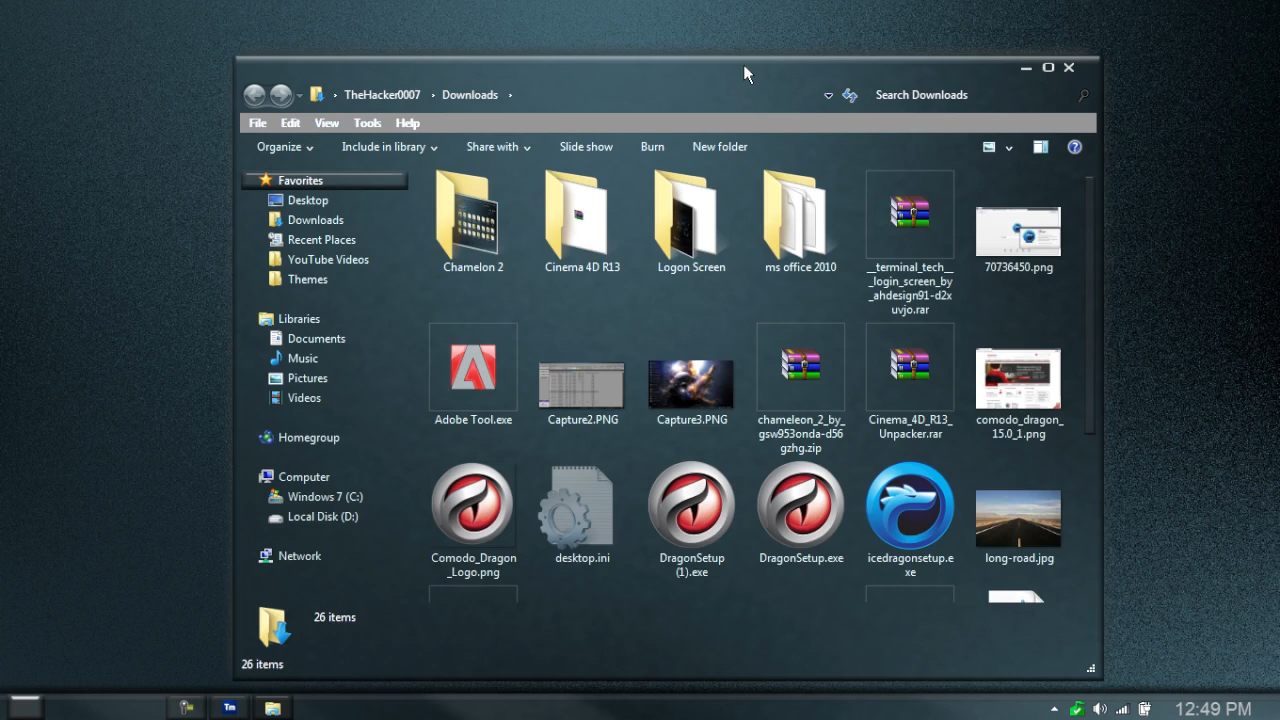 TheHacker0007 Downloads
Search Downloads
File Edit View Tools Help
Organize Include in library Share with Slide show Burn New folder
Favorites
Desktop
Downloads
Recent Places
YouTube Videos
Themes
Libraries
Documents
Music
Pictures
Videos
Homegroup
Computer
Windows 7 (C:)
Local Disk (D:)
Network
Chamelon 2
Cinema 4D R13
Logon Screen
ms office 2010
__terminal_tech__
_login_screen_by
_ahdesign91-d2x
uvjo.rar
70736450.png
Adobe Tool.exe
Capture2.PNG
Capture3.PNG
chameleon_2_by_
gsw953onda-d56
gzhg.zip
Cinema_4D_R13_
Unpacker.rar
comodo_dragon_
15.0_1.png
Comodo_Dragon
_Logo.png
desktop.ini
DragonSetup
(1).exe
DragonSetup.exe
icedragonsetup.e
xe
long-road.jpg
26 items
26 items
Tm
12:49 PM